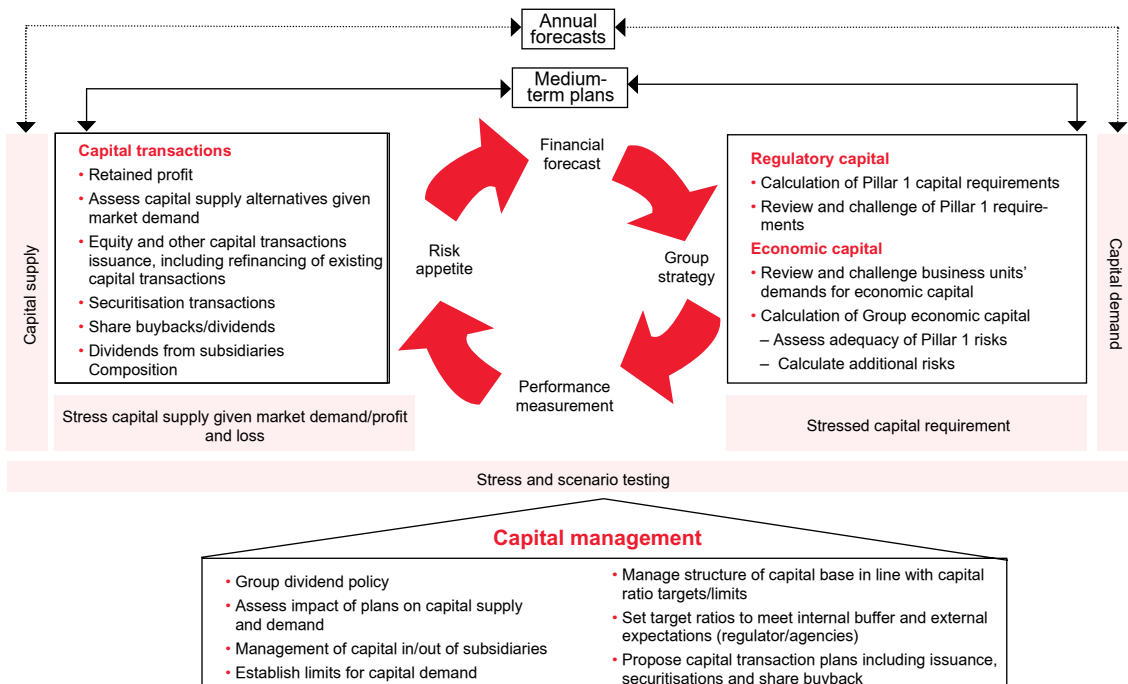 Annual
forecasts
Medium-
term plans
Capital supply
Capital transactions
• Retained profit
• Assess capital supply alternatives given
market demand
• Equity and other capital transactions
issuance, including refinancing of existing
capital transactions
• Securitisation transactions
• Share buybacks/dividends
• Dividends from subsidiaries
Composition
Stress capital supply given market demand/profit
and loss
Financial
forecast
Risk
appetite
Group
strategy
Performance
measurement
Regulatory capital
• Calculation of Pillar 1 capital requirements
• Review and challenge of Pillar 1 require-
ments
Economic capital
• Review and challenge business units’
demands for economic capital
• Calculation of Group economic capital
– Assess adequacy of Pillar 1 risks
– Calculate additional risks
Stressed capital requirement
Capital demand
Stress and scenario testing
Capital management
• Group dividend policy
• Assess impact of plans on capital supply
and demand
• Management of capital in/out of subsidiaries
• Establish limits for capital demand
• Manage structure of capital base in line with capital
ratio targets/limits
• Set target ratios to meet internal buffer and external
expectations (regulator/agencies)
• Propose capital transaction plans including issuance,
securitisations and share buyback